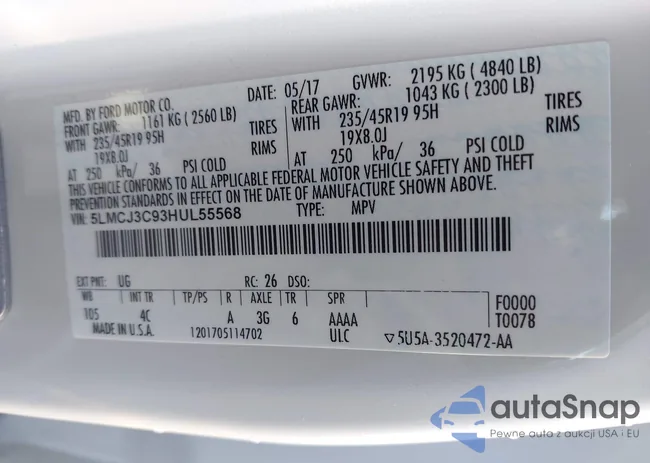 MFD. BY FORD MOTOR CO. DATE: 05/17 GVWR: 2195 KG ( 4840 LB)
FRONT GAWR: 1161 KG ( 2560 LB) REAR GAWR: 1043 KG ( 2300 LB)
WITH 235/45R19 95H TIRES WITH 235/45R19 95H TIRES
19X8.0J RIMS 19X8.0J RIMS
AT 250 kPa/ 36 PSI COLD AT 250 kPa/ 36 PSI COLD
THIS VEHICLE CONFORMS TO ALL APPLICABLE FEDERAL MOTOR VEHICLE SAFETY AND THEFT
PREVENTION STANDARDS IN EFFECT ON THE DATE OF MANUFACTURE SHOWN ABOVE.
VIN: 5LMCJ3C93HUL55568 TYPE: MPV
EXT PNT: UG RC: 26 DSO:
WB INT TR TP/PS R AXLE TR SPR F0000
105 4C A 3G 6 AAAA T0078
MADE IN U.S.A. 1201705114702 ULC ▽5U5A-3520472-AA
autaSnap
Pewne auta z aukcji USA i EU